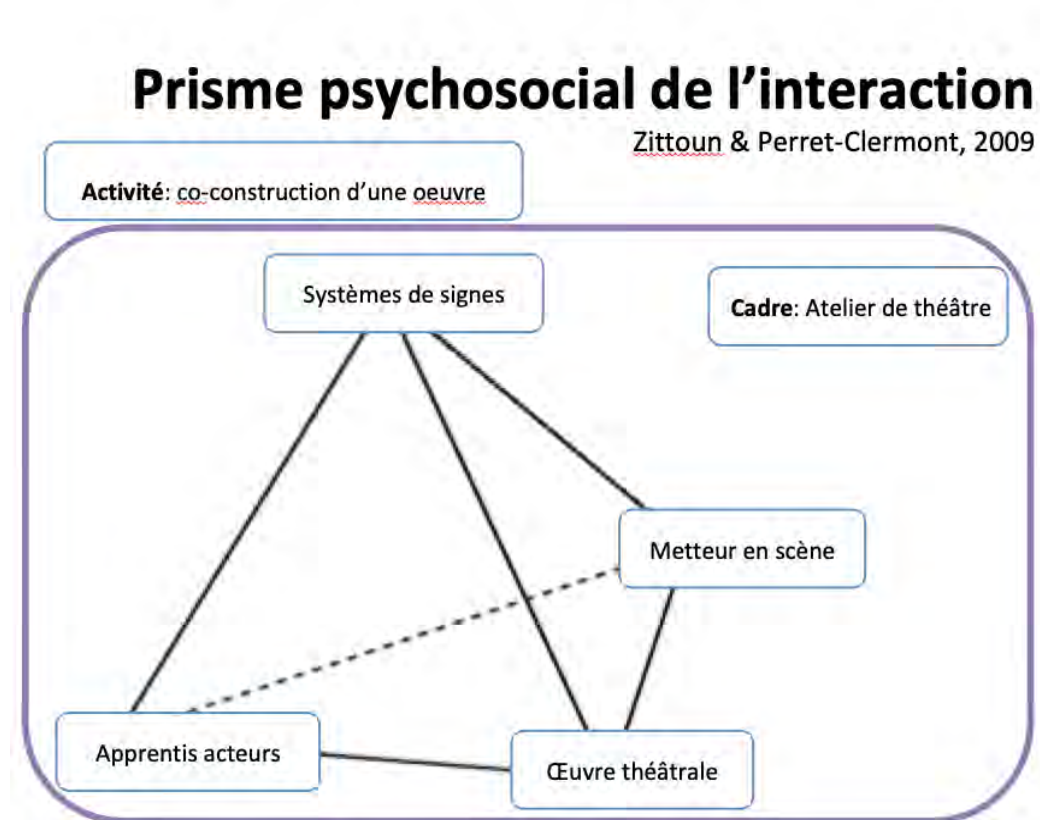 Prisme psychosocial de l'interaction
Zittoun & Perret-Clermont, 2009
Activité: co-construction d'une oeuvre
Systèmes de signes
Cadre: Atelier de théâtre
Metteur en scène
Apprentis acteurs
Œuvre théâtrale